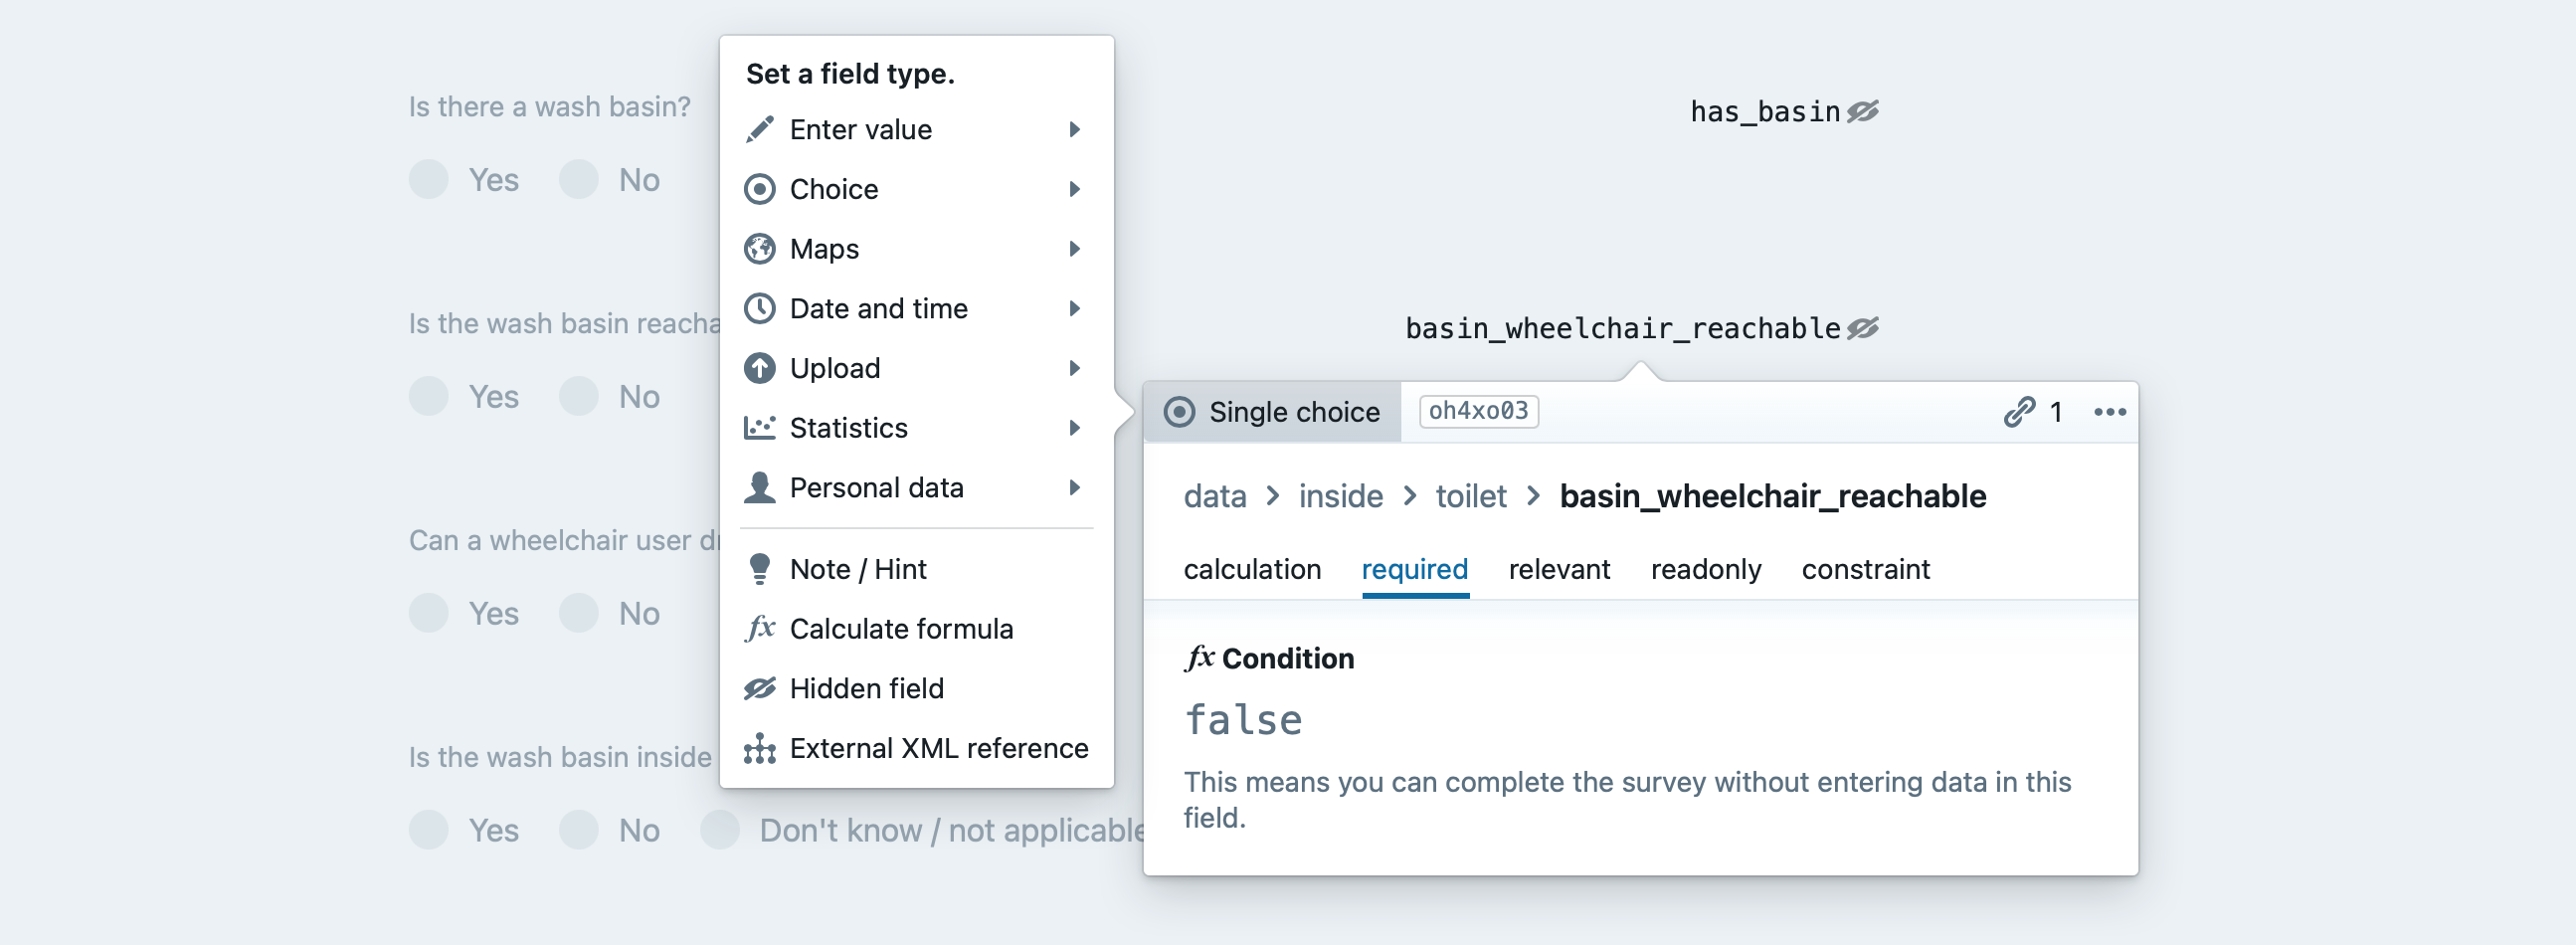 Is there a wash basin?
Yes No
Is the wash basin reacha
Yes No
Can a wheelchair user
Yes No
Is the wash basin inside
Yes No Don't know / not applicable
Set a field type.
Enter value
Choice
Maps
Date and time
Upload
Statistics
Personal data
Note / Hint
fx Calculate formula
Hidden field
External XML reference
has_basin
basin_wheelchair_reachable
Single choice oh4xo03 1
data > inside > toilet > basin_wheelchair_reachable
calculation required relevant readonly constraint
fx Condition
false
This means you can complete the survey without entering data in this
field.